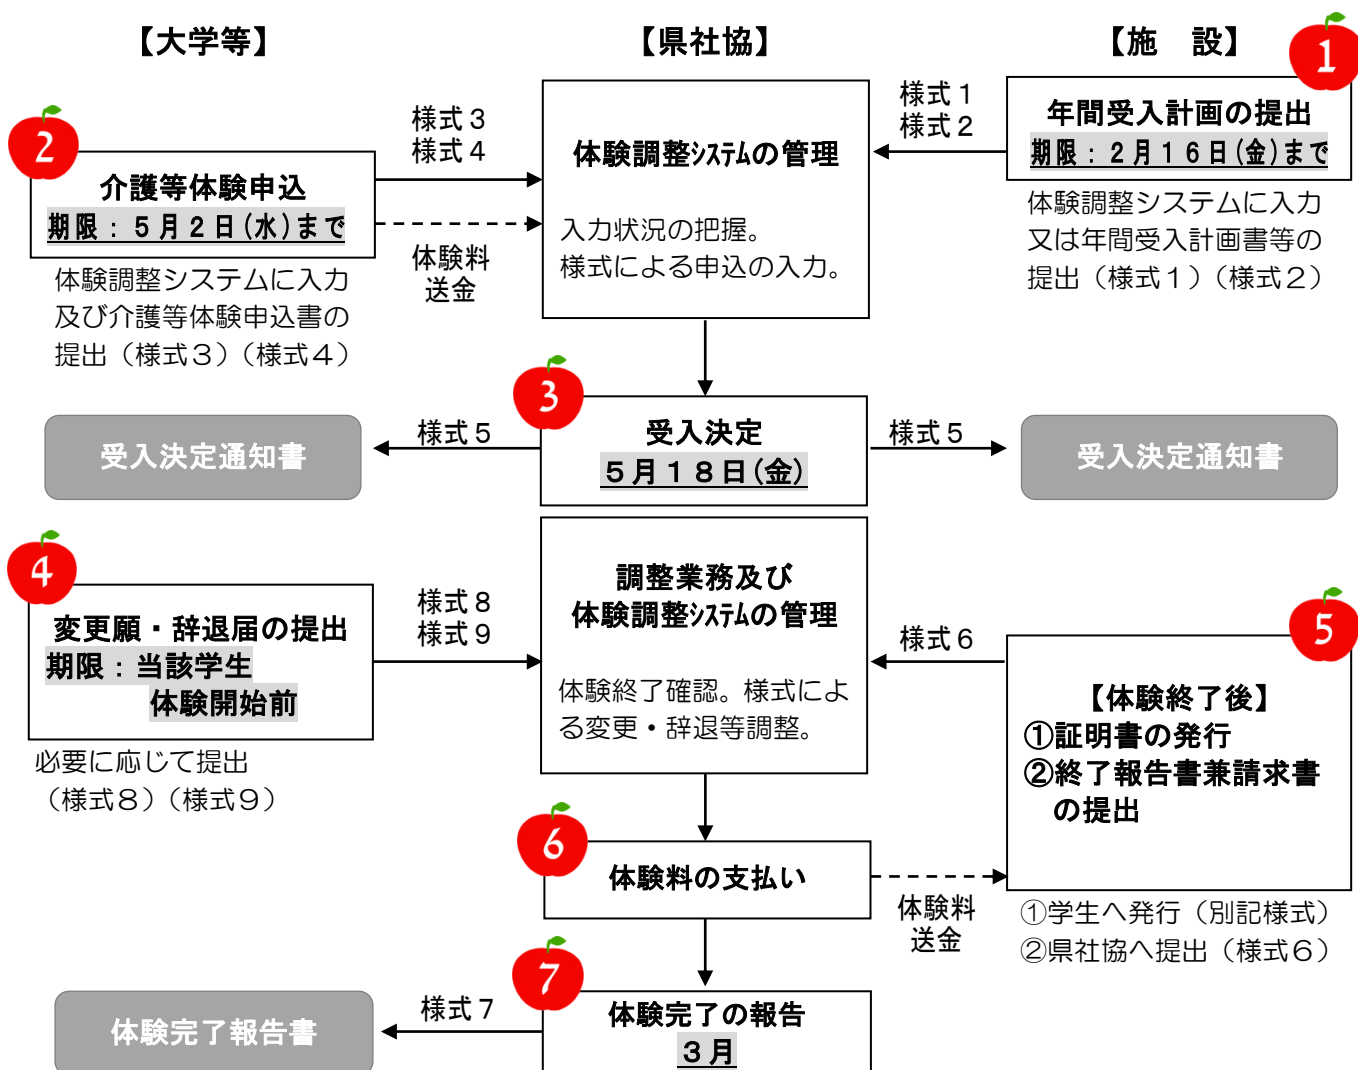 【大学等】
【県社協】
【施　設】
1
年間受入計画の提出
期限：２月１６日(金)まで
体験調整システムに入力
又は年間受入計画書等の
提出（様式１）（様式２）
様式１
様式２
2
介護等体験申込
期限：５月２日(水)まで
体験調整システムに入力
及び介護等体験申込書の
提出（様式３）（様式４）
様式３
様式４
体験料
送金
体験調整ｼｽﾃﾑの管理
入力状況の把握。
様式による申込の入力。
3
受入決定
５月１８日(金)
様式５
受入決定通知書
様式５
受入決定通知書
4
変更願・辞退届の提出
期限：当該学生
体験開始前
必要に応じて提出
（様式８）（様式９）
様式８
様式９
調整業務及び
体験調整ｼｽﾃﾑの管理
体験終了確認。様式によ
る変更・辞退等調整。
様式６
5
【体験終了後】
①証明書の発行
②終了報告書兼請求書
の提出
①学生へ発行（別記様式）
②県社協へ提出（様式６）
6
体験料の支払い
体験料
送金
7
体験完了の報告
３月
様式７
体験完了報告書